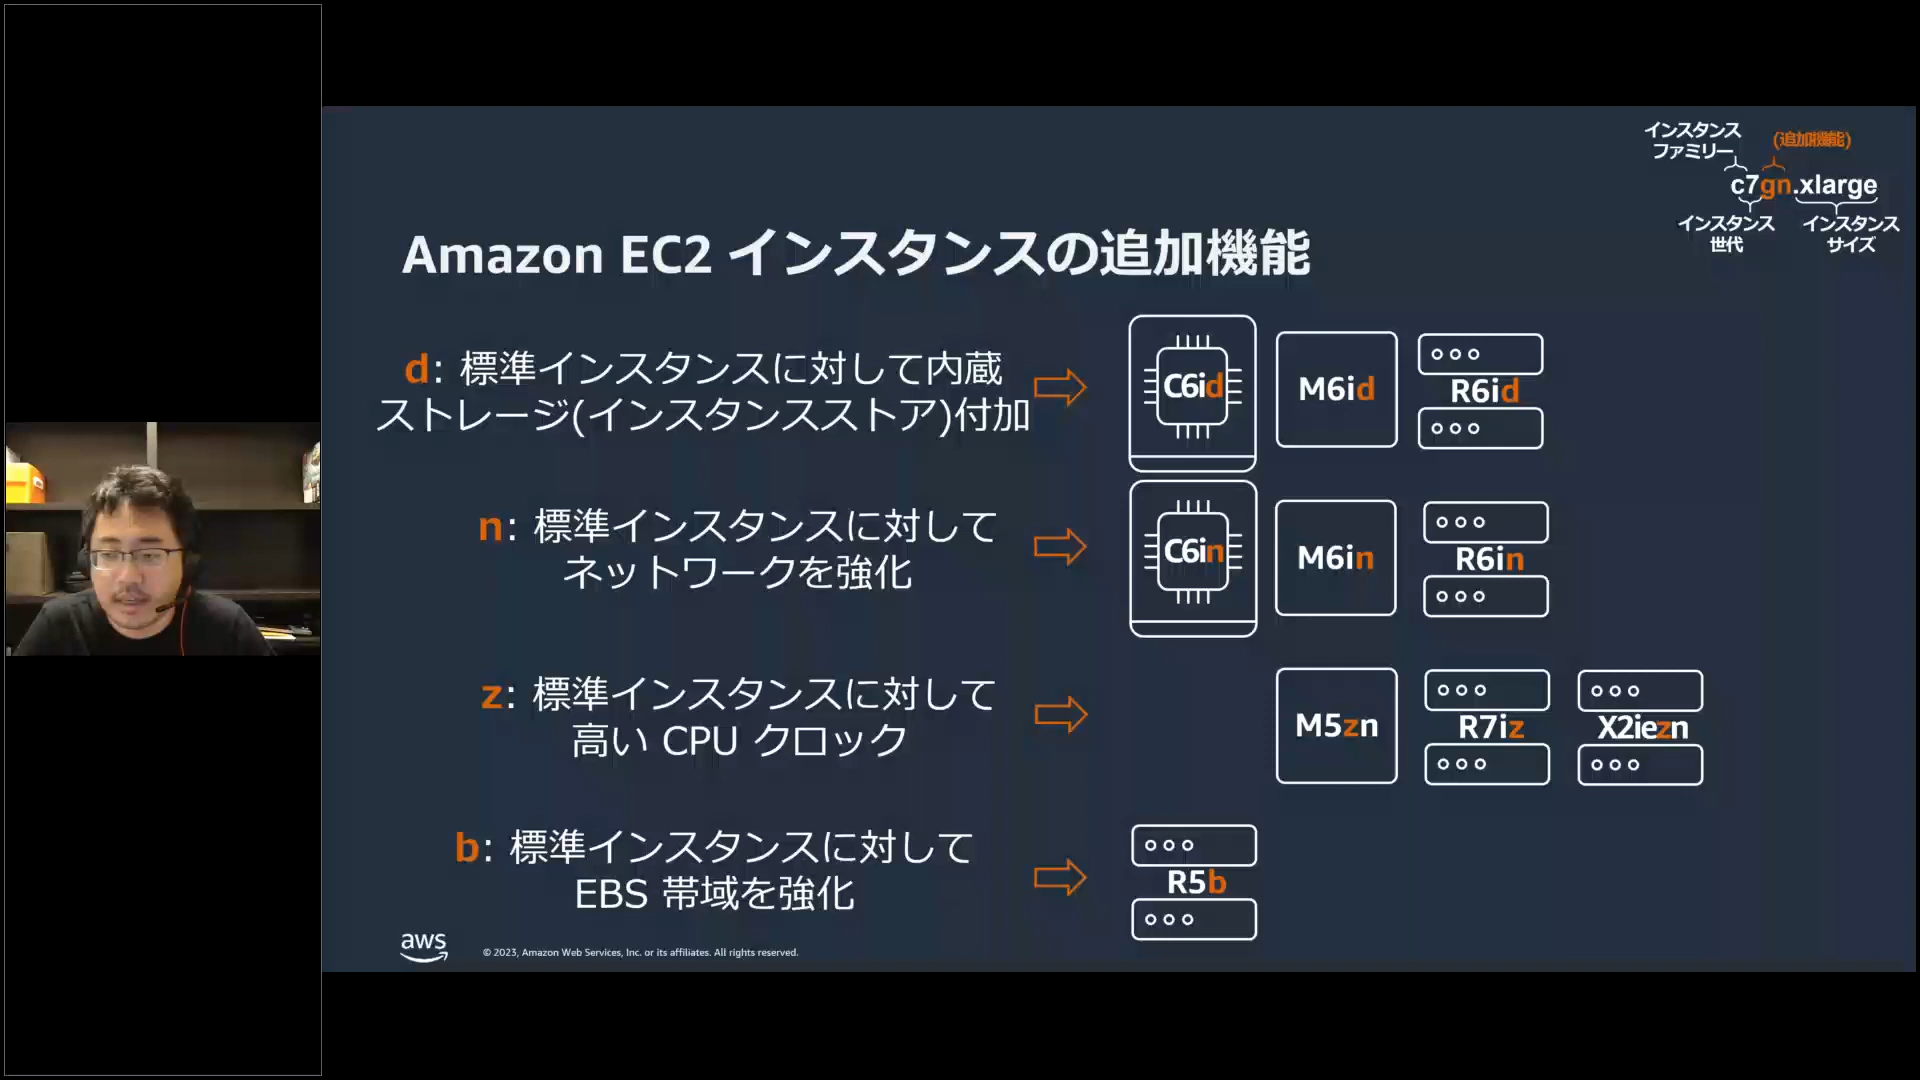 インスタンス
ファミリー
(追加機能)
c7gn.xlarge
インスタンス
世代
インスタンス
サイズ
Amazon EC2 インスタンスの追加機能
d: 標準インスタンスに対して内蔵
ストレージ(インスタンスストア)付加
C6id
M6id
R6id
n: 標準インスタンスに対して
ネットワークを強化
C6in
M6in
R6in
z: 標準インスタンスに対して
高い CPU クロック
M5zn
R7iz
X2iezn
b: 標準インスタンスに対して
EBS 帯域を強化
R5b
aws
© 2023, Amazon Web Services, Inc. or its affiliates. All rights reserved.